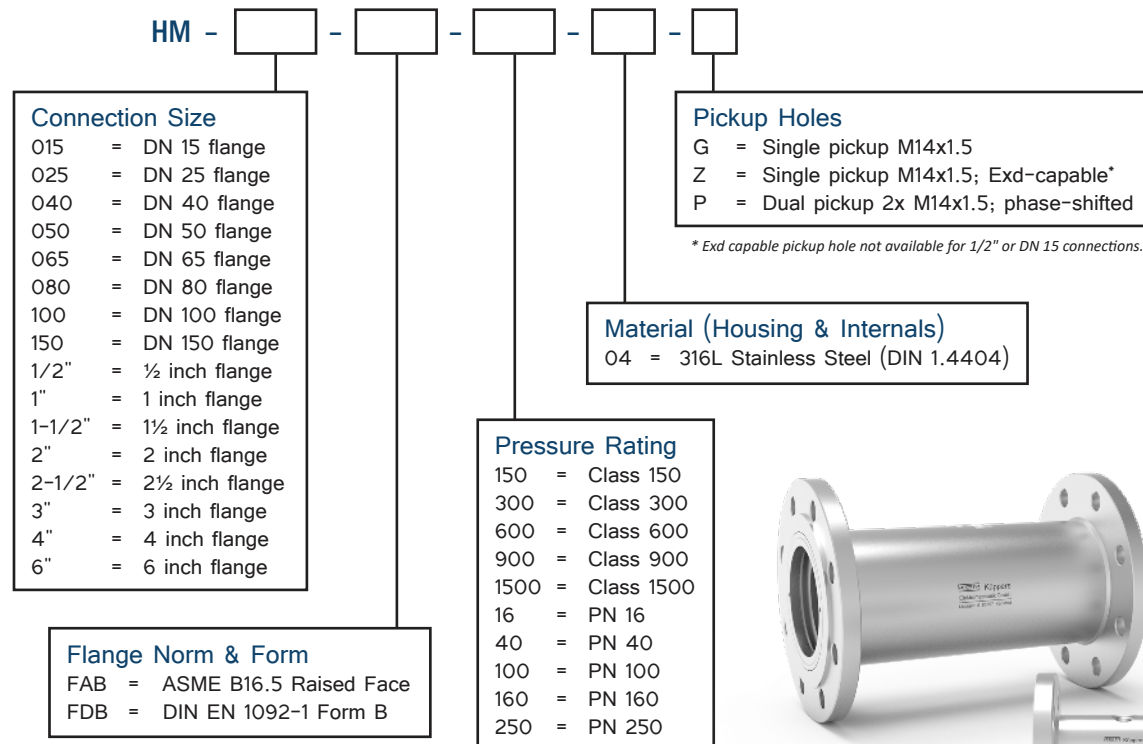 HM - - - - -
Connection Size
015 = DN 15 flange
025 = DN 25 flange
040 = DN 40 flange
050 = DN 50 flange
065 = DN 65 flange
080 = DN 80 flange
100 = DN 100 flange
150 = DN 150 flange
1/2" = ½ inch flange
1" = 1 inch flange
1-1/2" = 1½ inch flange
2" = 2 inch flange
2-1/2" = 2½ inch flange
3" = 3 inch flange
4" = 4 inch flange
6" = 6 inch flange
Flange Norm & Form
FAB = ASME B16.5 Raised Face
FDB = DIN EN 1092-1 Form B
Pressure Rating
150 = Class 150
300 = Class 300
600 = Class 600
900 = Class 900
1500 = Class 1500
16 = PN 16
40 = PN 40
100 = PN 100
160 = PN 160
250 = PN 250
Material (Housing & Internals)
04 = 316L Stainless Steel (DIN 1.4404)
Pickup Holes
G = Single pickup M14x1.5
Z = Single pickup M14x1.5; Exd-capable*
P = Dual pickup 2x M14x1.5; phase-shifted
* Exd capable pickup hole not available for 1/2" or DN 15 connections.
Küppers